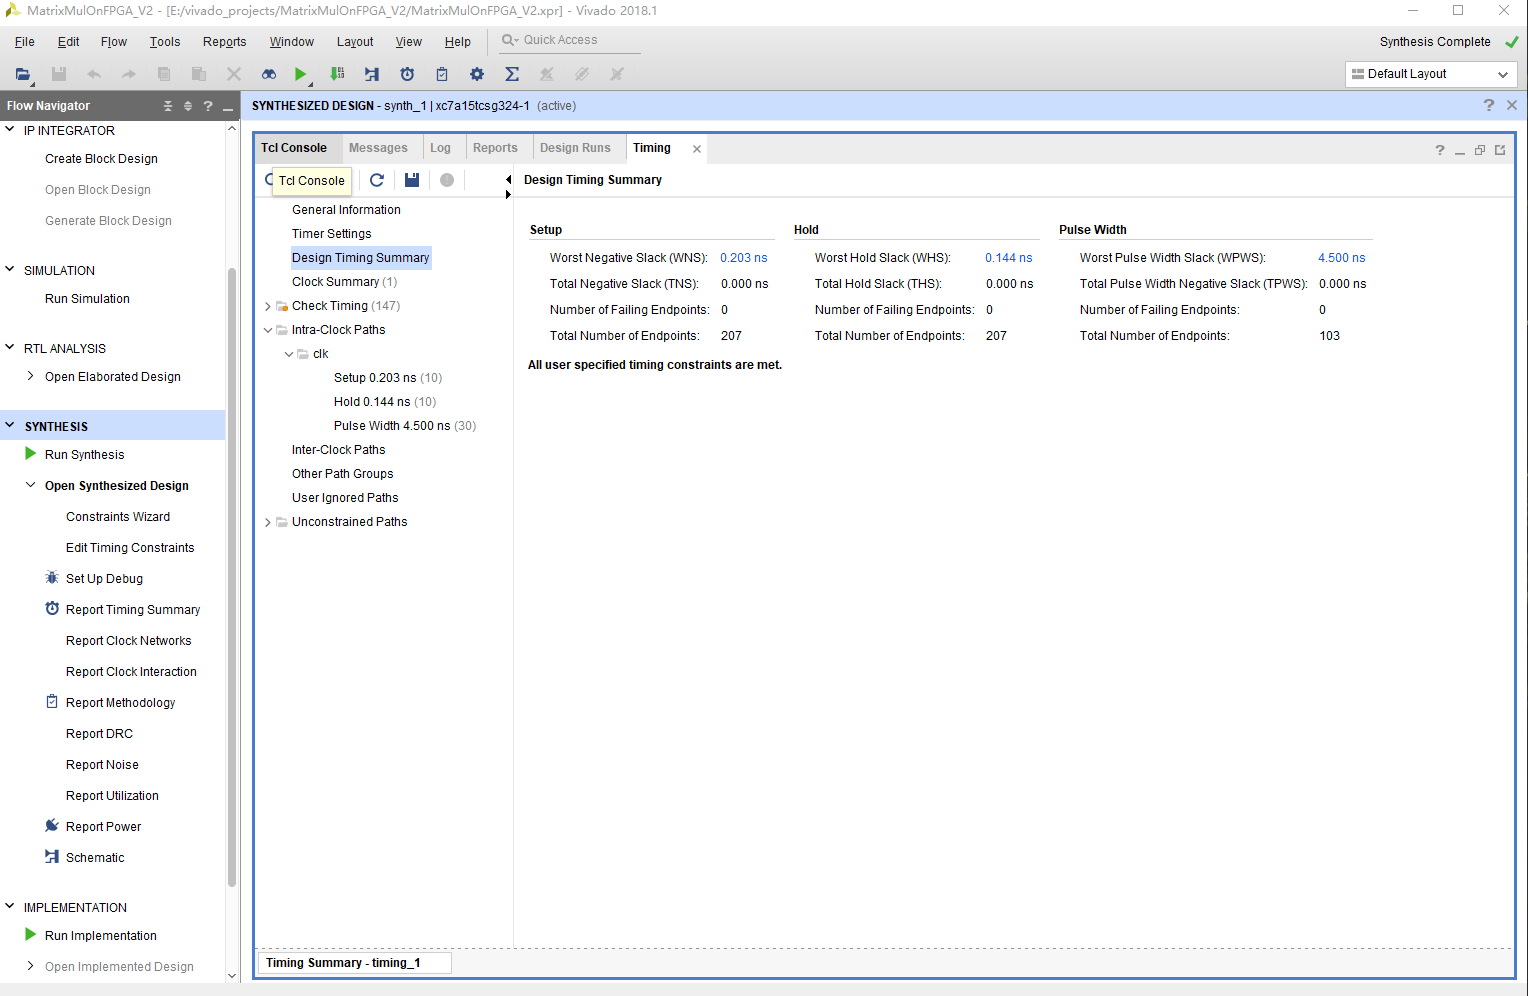 MatrixMulOnFPGA_V2 - [E:/vivado_projects/MatrixMulOnFPGA_V2/MatrixMulOnFPGA_V2.xpr] - Vivado 2018.1
File Edit Flow Tools Reports Window Layout View Help Quick Access Synthesis Complete
Default Layout
Flow Navigator
SYNTHESIZED DESIGN - synth_1 | xc7a15tcsg324-1 (active)
IP INTEGRATOR
Create Block Design
Open Block Design
Generate Block Design
SIMULATION
Run Simulation
RTL ANALYSIS
Open Elaborated Design
SYNTHESIS
Run Synthesis
Open Synthesized Design
Constraints Wizard
Edit Timing Constraints
Set Up Debug
Report Timing Summary
Report Clock Networks
Report Clock Interaction
Report Methodology
Report DRC
Report Noise
Report Utilization
Report Power
Schematic
IMPLEMENTATION
Run Implementation
Open Implemented Design
Tcl Console Messages Log Reports Design Runs Timing
Tcl Console
General Information
Timer Settings
Design Timing Summary
Clock Summary (1)
Check Timing (147)
Intra-Clock Paths
clk
Setup 0.203 ns (10)
Hold 0.144 ns (10)
Pulse Width 4.500 ns (30)
Inter-Clock Paths
Other Path Groups
User Ignored Paths
Unconstrained Paths
Design Timing Summary
Setup Hold Pulse Width
Worst Negative Slack (WNS): 0.203 ns Worst Hold Slack (WHS): 0.144 ns Worst Pulse Width Slack (WPWS): 4.500 ns
Total Negative Slack (TNS): 0.000 ns Total Hold Slack (THS): 0.000 ns Total Pulse Width Negative Slack (TPWS): 0.000 ns
Number of Failing Endpoints: 0 Number of Failing Endpoints: 0 Number of Failing Endpoints: 0
Total Number of Endpoints: 207 Total Number of Endpoints: 207 Total Number of Endpoints: 103
All user specified timing constraints are met.
Timing Summary - timing_1